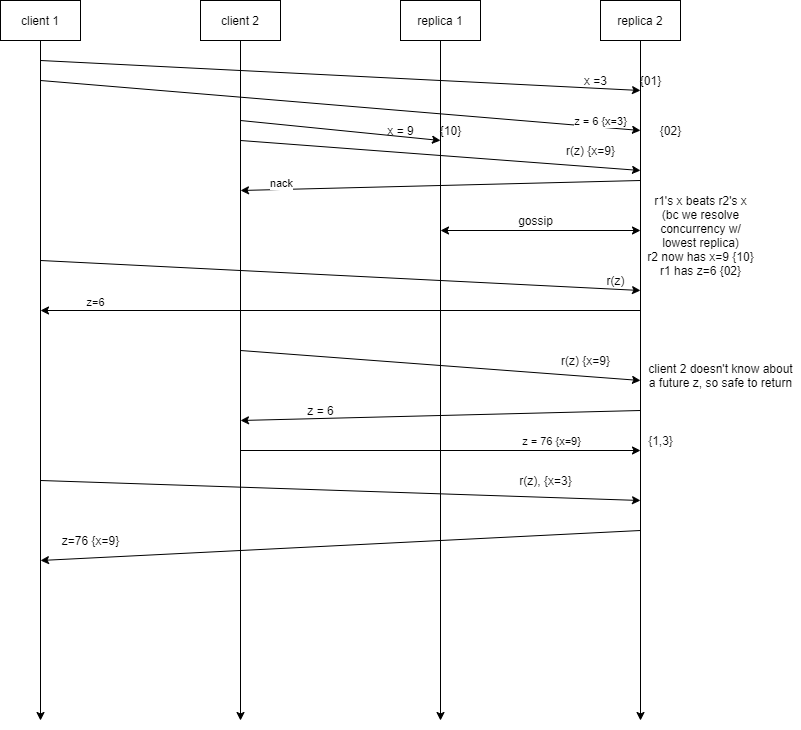 client 1
client 2
replica 1
replica 2
x =3
{01}
z = 6 {x=3}
{02}
x = 9
{10}
r(z) {x=9}
nack
r1's x beats r2's x
(bc we resolve
concurrency w/
lowest replica)
r2 now has x=9 {10}
r1 has z=6 {02}
gossip
r(z)
z=6
r(z) {x=9}
client 2 doesn't know about
a future z, so safe to return
z = 6
z = 76 {x=9}
{1,3}
r(z), {x=3}
z=76 {x=9}